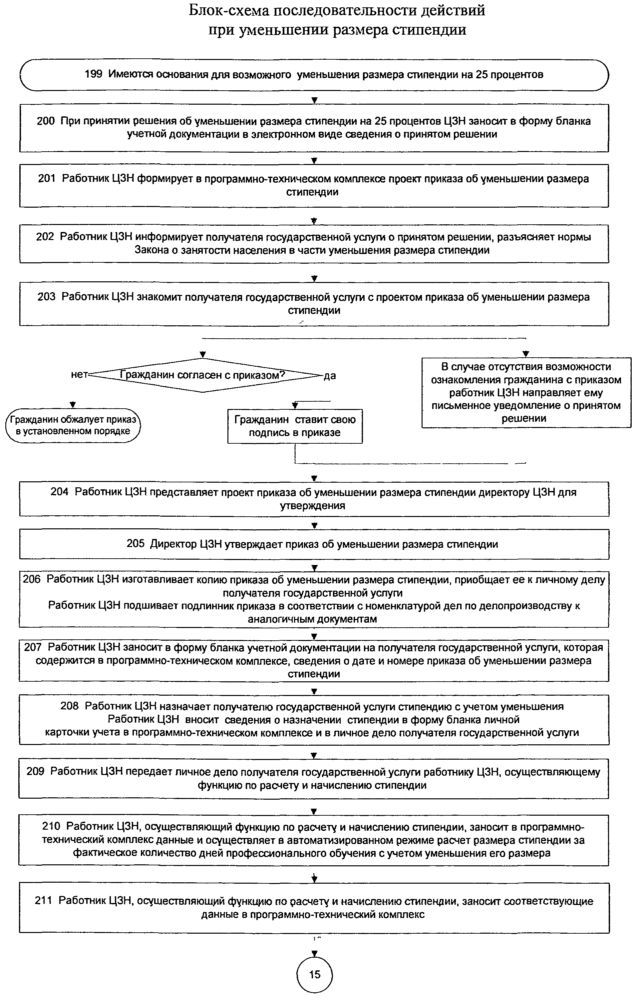 Блок-схема последовательности действий
при уменьшении размера стипендии
199 Имеются основания для возможного уменьшения размера стипендии на 25 процентов
200 При принятии решения об уменьшении размера стипендии на 25 процентов ЦЗН заносит в форму бланка
учетной документации в электронном виде сведения о принятом решении
201 Работник ЦЗН формирует в программно-техническом комплексе проект приказа об уменьшении размера
стипендии
202 Работник ЦЗН информирует получателя государственной услуги о принятом решении, разъясняет нормы
Закона о занятости населения в части уменьшения размера стипендии
203 Работник ЦЗН знакомит получателя государственной услуги с проектом приказа об уменьшении размера
стипендии
нет
Гражданин согласен с приказом?
да
В случае отсутствия возможности
ознакомления гражданина с приказом
работник ЦЗН направляет ему
письменное уведомление о принятом
решении
Гражданин обжалует приказ
в установленном порядке
Гражданин ставит свою
подпись в приказе
204 Работник ЦЗН представляет проект приказа об уменьшении размера стипендии директору ЦЗН для
утверждения
205 Директор ЦЗН утверждает приказ об уменьшении размера стипендии
206 Работник ЦЗН изготавливает копию приказа об уменьшении размера стипендии, приобщает ее к личному делу
получателя государственной услуги
Работник ЦЗН подшивает подлинник приказа в соответствии с номенклатурой дел по делопроизводству к
аналогичным документам
207 Работник ЦЗН заносит в форму бланка учетной документации на получателя государственной услуги, которая
содержится в программно-техническом комплексе, сведения о дате и номере приказа об уменьшении размера
стипендии
208 Работник ЦЗН назначает получателю государственной услуги стипендию с учетом уменьшения
Работник ЦЗН вносит сведения о назначении стипендии в форму бланка личной
карточки учета в программно-техническом комплексе и в личное дело получателя государственной услуги
209 Работник ЦЗН передает личное дело получателя государственной услуги работнику ЦЗН, осуществляющему
функцию по расчету и начислению стипендии
210 Работник ЦЗН, осуществляющий функцию по расчету и начислению стипендии, заносит в программно-
технический комплекс данные и осуществляет в автоматизированном режиме расчет размера стипендии за
фактическое количество дней профессионального обучения с учетом уменьшения его размера
211 Работник ЦЗН, осуществляющий функцию по расчету и начислению стипендии, заносит соответствующие
данные в программно-технический комплекс
15